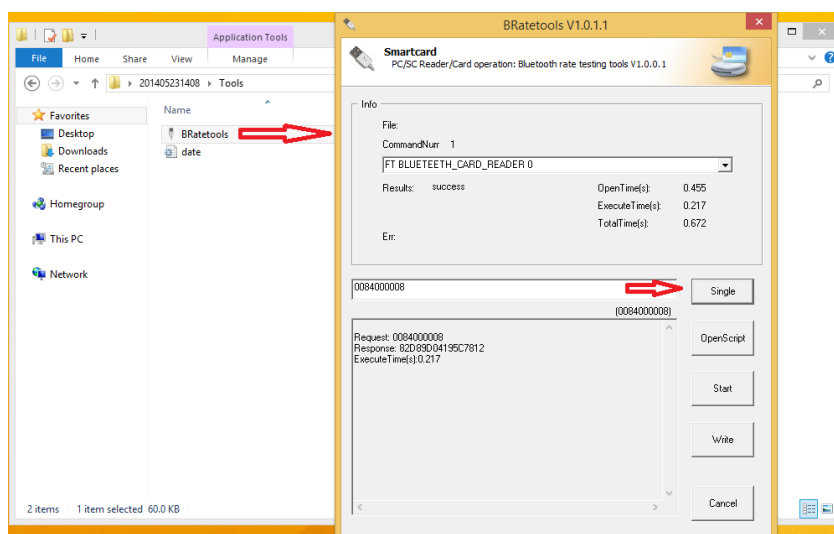 Application Tools
File Home Share View Manage
201405231408 ▸ Tools
Favorites
Desktop
Downloads
Recent places
Homegroup
This PC
Network
Name
BRatetools
date
2 items 1 item selected 60.0 KB
BRatetools V1.0.1.1
Smartcard
PC/SC Reader/Card operation: Bluetooth rate testing tools V1.0.0.1
Info
File:
CommandNum 1
FT BLUETEETH_CARD_READER 0
Results: success
OpenTime(s): 0.455
ExecuteTime(s): 0.217
TotalTime(s): 0.672
Err:
0084000008
Single
(0084000008)
Request: 0084000008
Response: 82D89D04195C7812
ExecuteTime(s):0.217
OpenScript
Start
Write
Cancel